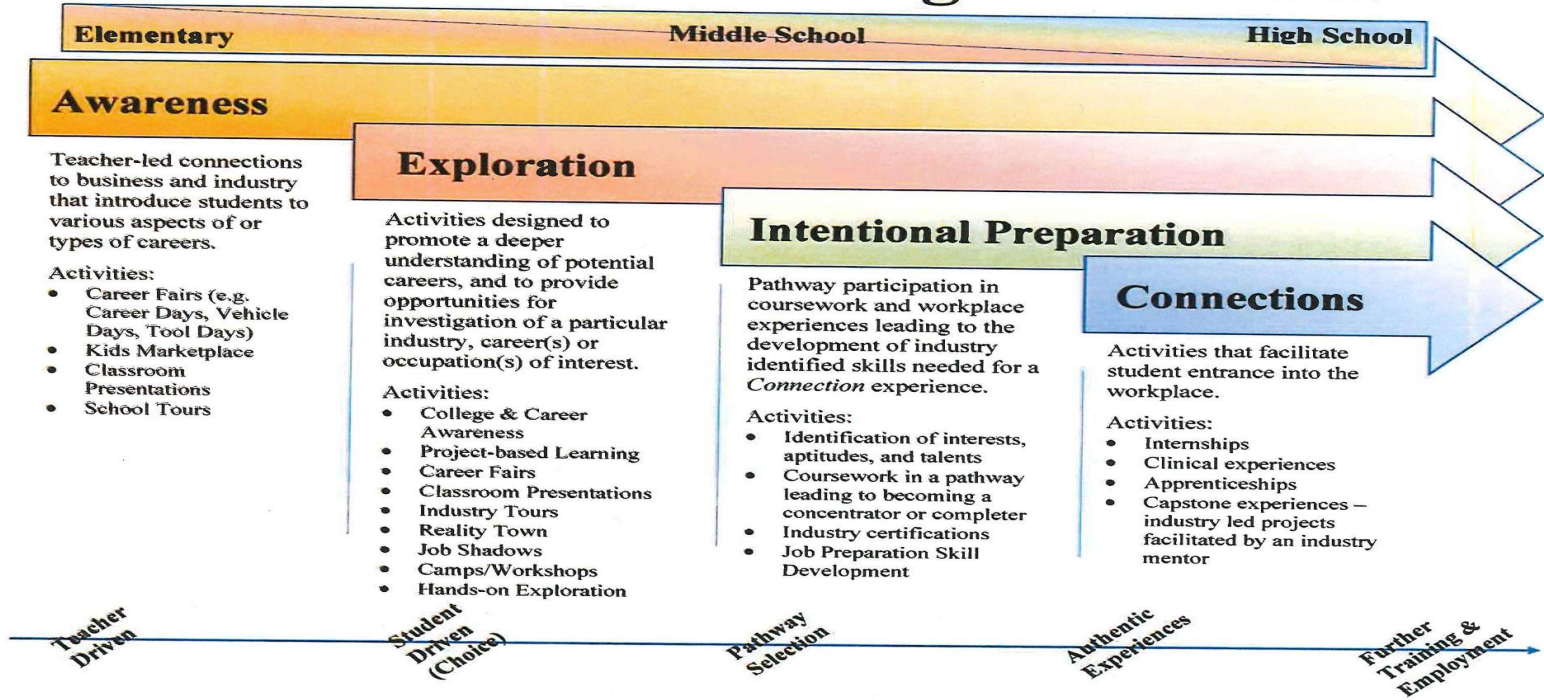 Elementary
Middle School
High School
Awareness
Teacher-led connections
to business and industry
that introduce students to
various aspects of or
types of careers.
Activities:
• Career Fairs (e.g.
Career Days, Vehicle
Days, Tool Days)
• Kids Marketplace
• Classroom
Presentations
• School Tours
Exploration
Activities designed to
promote a deeper
understanding of potential
careers, and to provide
opportunities for
investigation of a particular
industry, career(s) or
occupation(s) of interest.
Activities:
• College & Career
Awareness
• Project-based Learning
• Career Fairs
• Classroom Presentations
• Industry Tours
• Reality Town
• Job Shadows
• Camps/Workshops
• Hands-on Exploration
Intentional Preparation
Pathway participation in
coursework and workplace
experiences leading to the
development of industry
identified skills needed for a
Connection experience.
Activities:
• Identification of interests,
aptitudes, and talents
• Coursework in a pathway
leading to becoming a
concentrator or completer
• Industry certifications
• Job Preparation Skill
Development
Connections
Activities that facilitate
student entrance into the
workplace.
Activities:
• Internships
• Clinical experiences
• Apprenticeships
• Capstone experiences –
industry led projects
facilitated by an industry
mentor
Teacher
Driven
Student
Driven
(Choice)
Pathway
Selection
Authentic
Experiences
Further
Training &
Employment